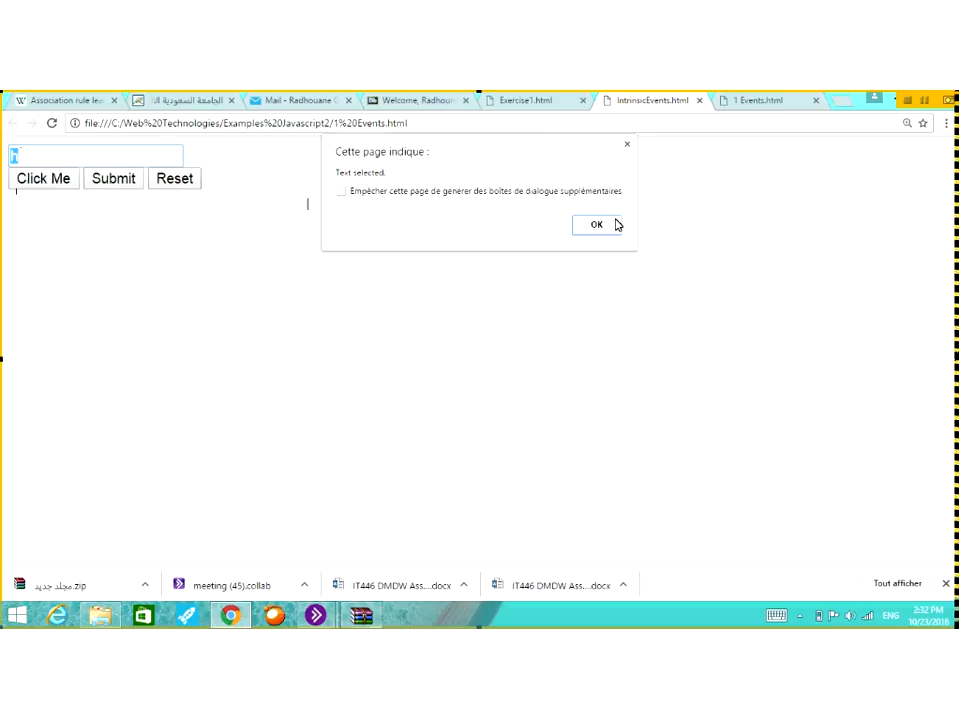 W Association rule lea
الجامعة السعودية الـ
Mail - Radhouane G
Welcome, Radhoun
Exercise1.html
IntrinsicEvents.html
1 Events.html
file:///C:/Web%20Technologies/Examples%20Javascript2/1%20Events.html
Cette page indique :
h
Text selected.
Click Me Submit Reset
Empêcher cette page de générer des boîtes de dialogue supplémentaires
OK
مجلد جديد.zip
meeting (45).collab
IT446 DMDW Ass....docx
IT446 DMDW Ass....docx
Tout afficher
ENG
2:32 PM
10/23/2016